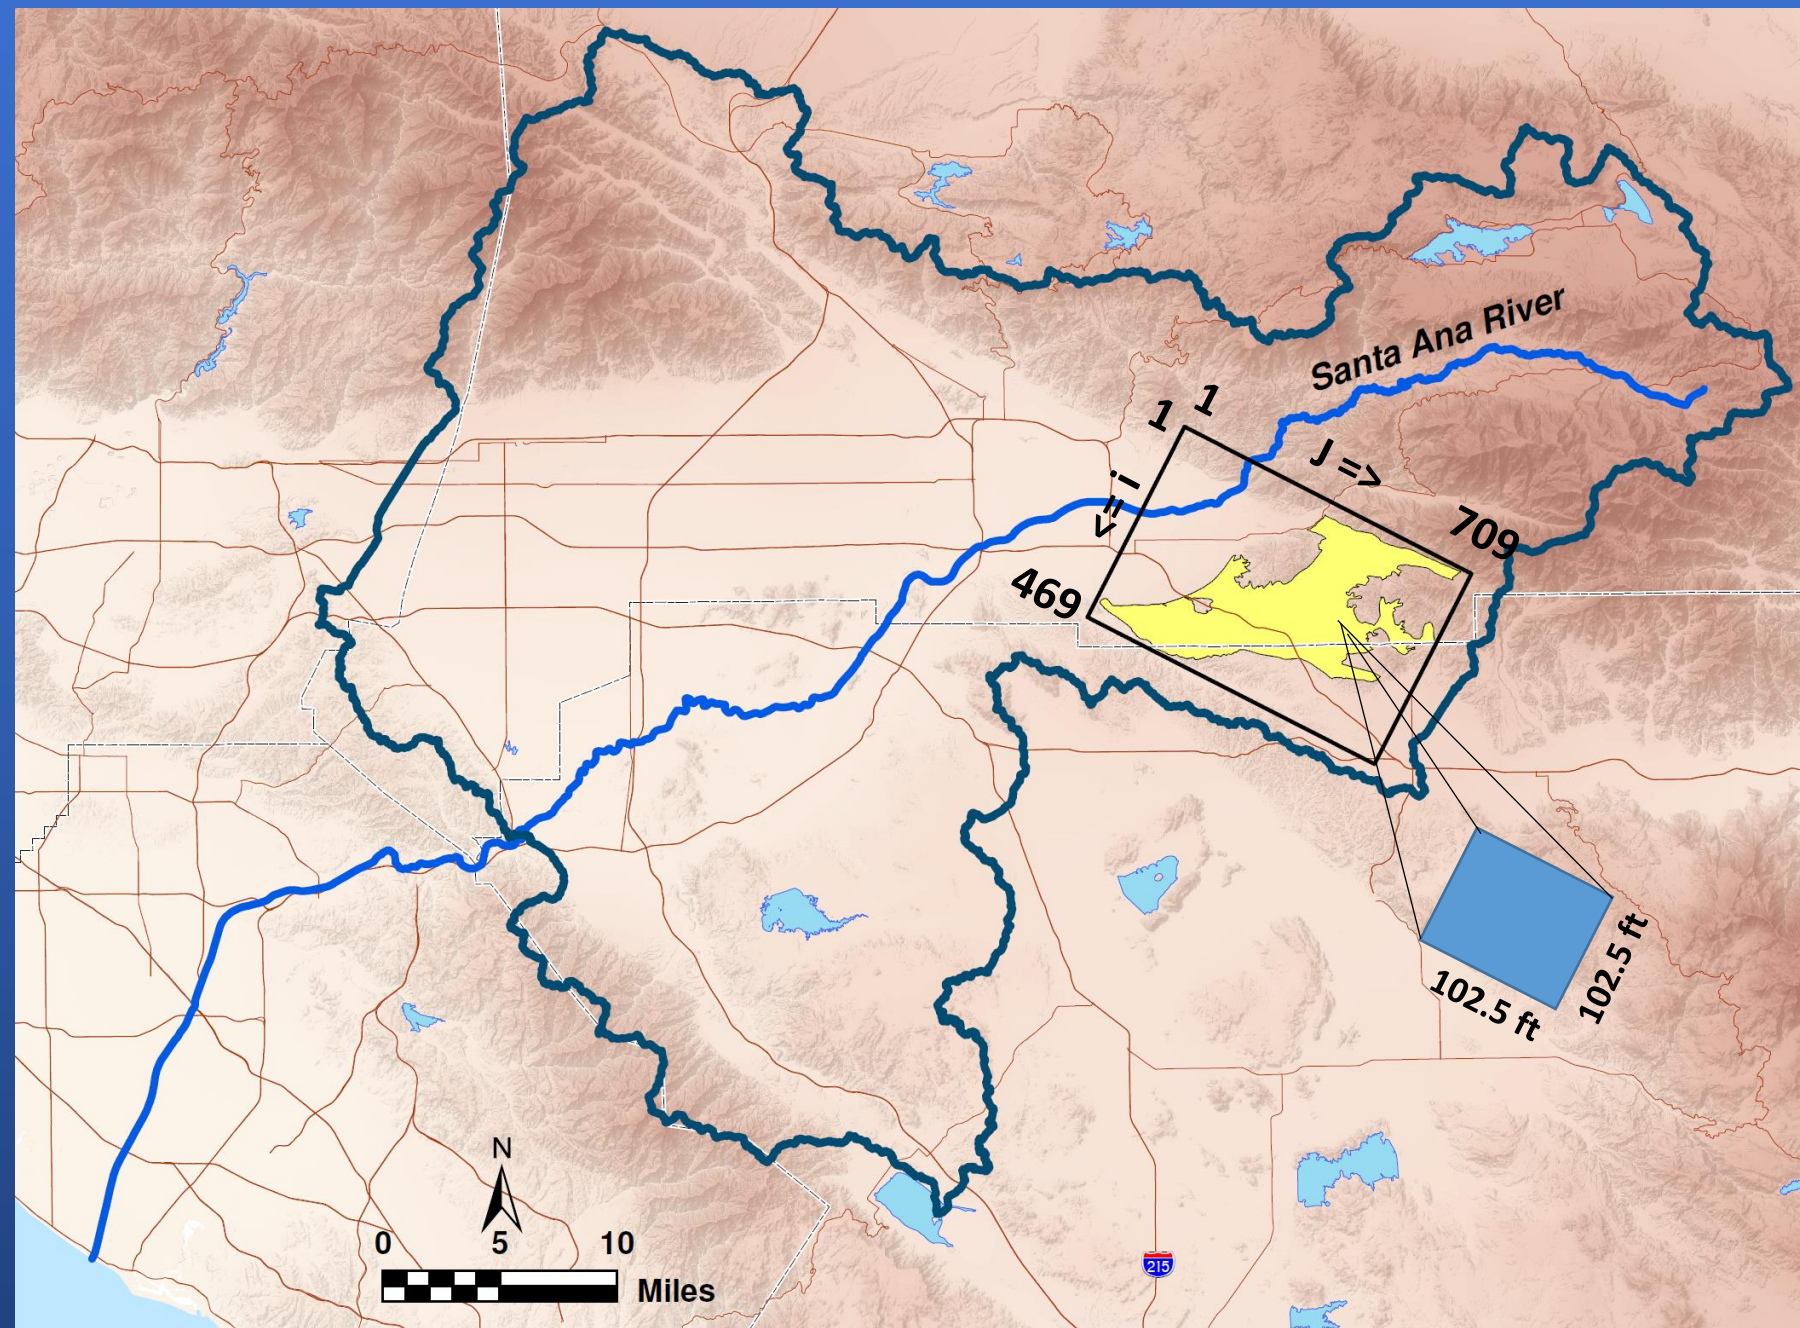 Santa Ana River
1
1
J =>
i =>
709
469
102.5 ft
102.5 ft
N
0 5 10
Miles
215